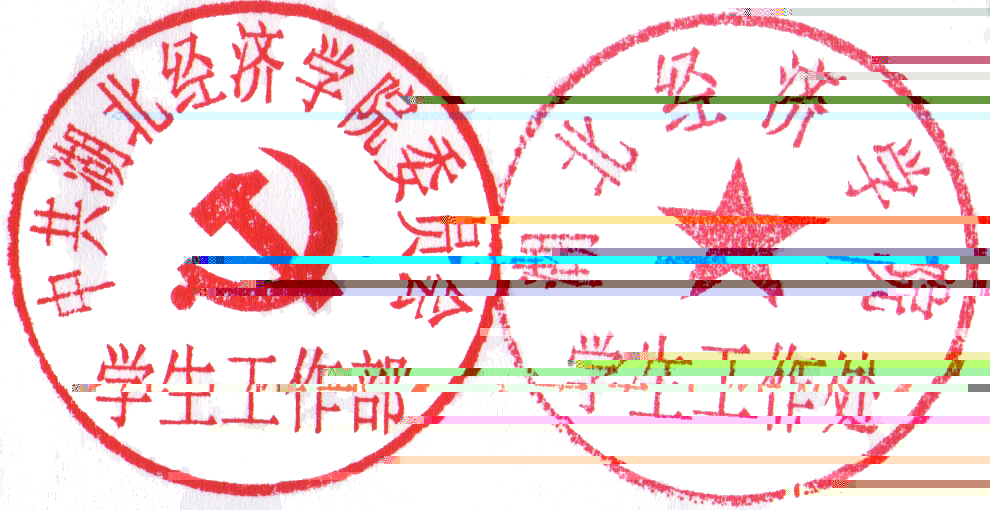 中共湖北经济学院委员会
学生工作部
湖北经济学院
学生工作处